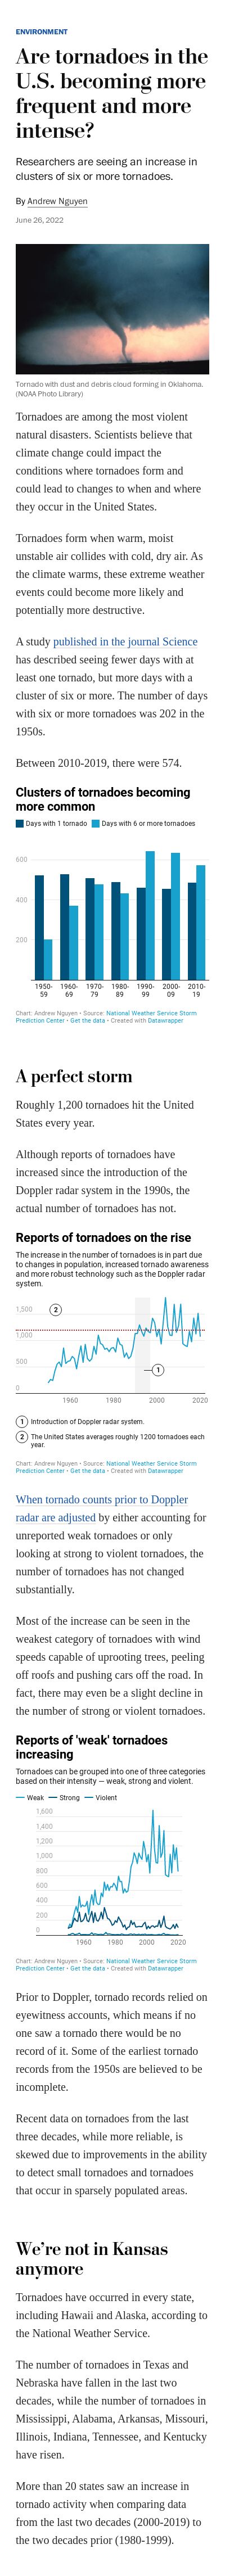 ENVIRONMENT
Are tornadoes in the
U.S. becoming more
frequent and more
intense?
Researchers are seeing an increase in
clusters of six or more tornadoes.
By Andrew Nguyen
June 26, 2022
Tornado with dust and debris cloud forming in Oklahoma.
(NOAA Photo Library)
Tornadoes are among the most violent
natural disasters. Scientists believe that
climate change could impact the
conditions where tornadoes form and
could lead to changes to when and where
they occur in the United States.
Tornadoes form when warm, moist
unstable air collides with cold, dry air. As
the climate warms, these extreme weather
events could become more likely and
potentially more destructive.
A study published in the journal Science
has described seeing fewer days with at
least one tornado, but more days with a
cluster of six or more. The number of days
with six or more tornadoes was 202 in the
1950s.
Between 2010-2019, there were 574.
Clusters of tornadoes becoming
more common
Days with 1 tornado Days with 6 or more tornadoes
600
400
200
1950-59 1960-69 1970-79 1980-89 1990-99 2000-09 2010-19
Chart: Andrew Nguyen • Source: National Weather Service Storm
Prediction Center • Get the data • Created with Datawrapper
A perfect storm
Roughly 1,200 tornadoes hit the United
States every year.
Although reports of tornadoes have
increased since the introduction of the
Doppler radar system in the 1990s, the
actual number of tornadoes has not.
Reports of tornadoes on the rise
The increase in the number of tornadoes is in part due
to increases in population, increased tornado awareness
and more robust technology such as the Doppler radar
system.
1,500
2
1,000
500
1
0
1960 1980 2000 2020
1 Introduction of Doppler radar system.
2 The United States averages roughly 1200 tornadoes each
year.
Chart: Andrew Nguyen • Source: National Weather Service Storm
Prediction Center • Get the data • Created with Datawrapper
When tornado counts prior to Doppler
radar are adjusted by either accounting for
unreported weak tornadoes or only
looking at strong to violent tornadoes, the
number of tornadoes has not changed
substantially.
Most of the increase can be seen in the
weakest category of tornadoes with wind
speeds capable of uprooting trees, peeling
off roofs and pushing cars off the road. In
fact, there may even be a slight decline in
the number of strong or violent tornadoes.
Reports of 'weak' tornadoes
increasing
Tornadoes can be grouped into one of three categories
based on their intensity — weak, strong and violent.
Weak Strong Violent
1,600
1,400
1,200
1,000
800
600
400
200
0
1960 1980 2000 2020
Chart: Andrew Nguyen • Source: National Weather Service Storm
Prediction Center • Get the data • Created with Datawrapper
Prior to Doppler, tornado records relied on
eyewitness accounts, which means if no
one saw a tornado there would be no
record of it. Some of the earliest tornado
records from the 1950s are believed to be
incomplete.
Recent data on tornadoes from the last
three decades, while more reliable, is
skewed due to improvements in the ability
to detect small tornadoes and tornadoes
that occur in sparsely populated areas.
We're not in Kansas
anymore
Tornadoes have occurred in every state,
including Hawaii and Alaska, according to
the National Weather Service.
The number of tornadoes in Texas and
Nebraska have fallen in the last two
decades, while the number of tornadoes in
Mississippi, Alabama, Arkansas, Missouri,
Illinois, Indiana, Tennessee, and Kentucky
have risen.
More than 20 states saw an increase in
tornado activity when comparing data
from the last two decades (2000-2019) to
the two decades prior (1980-1999).